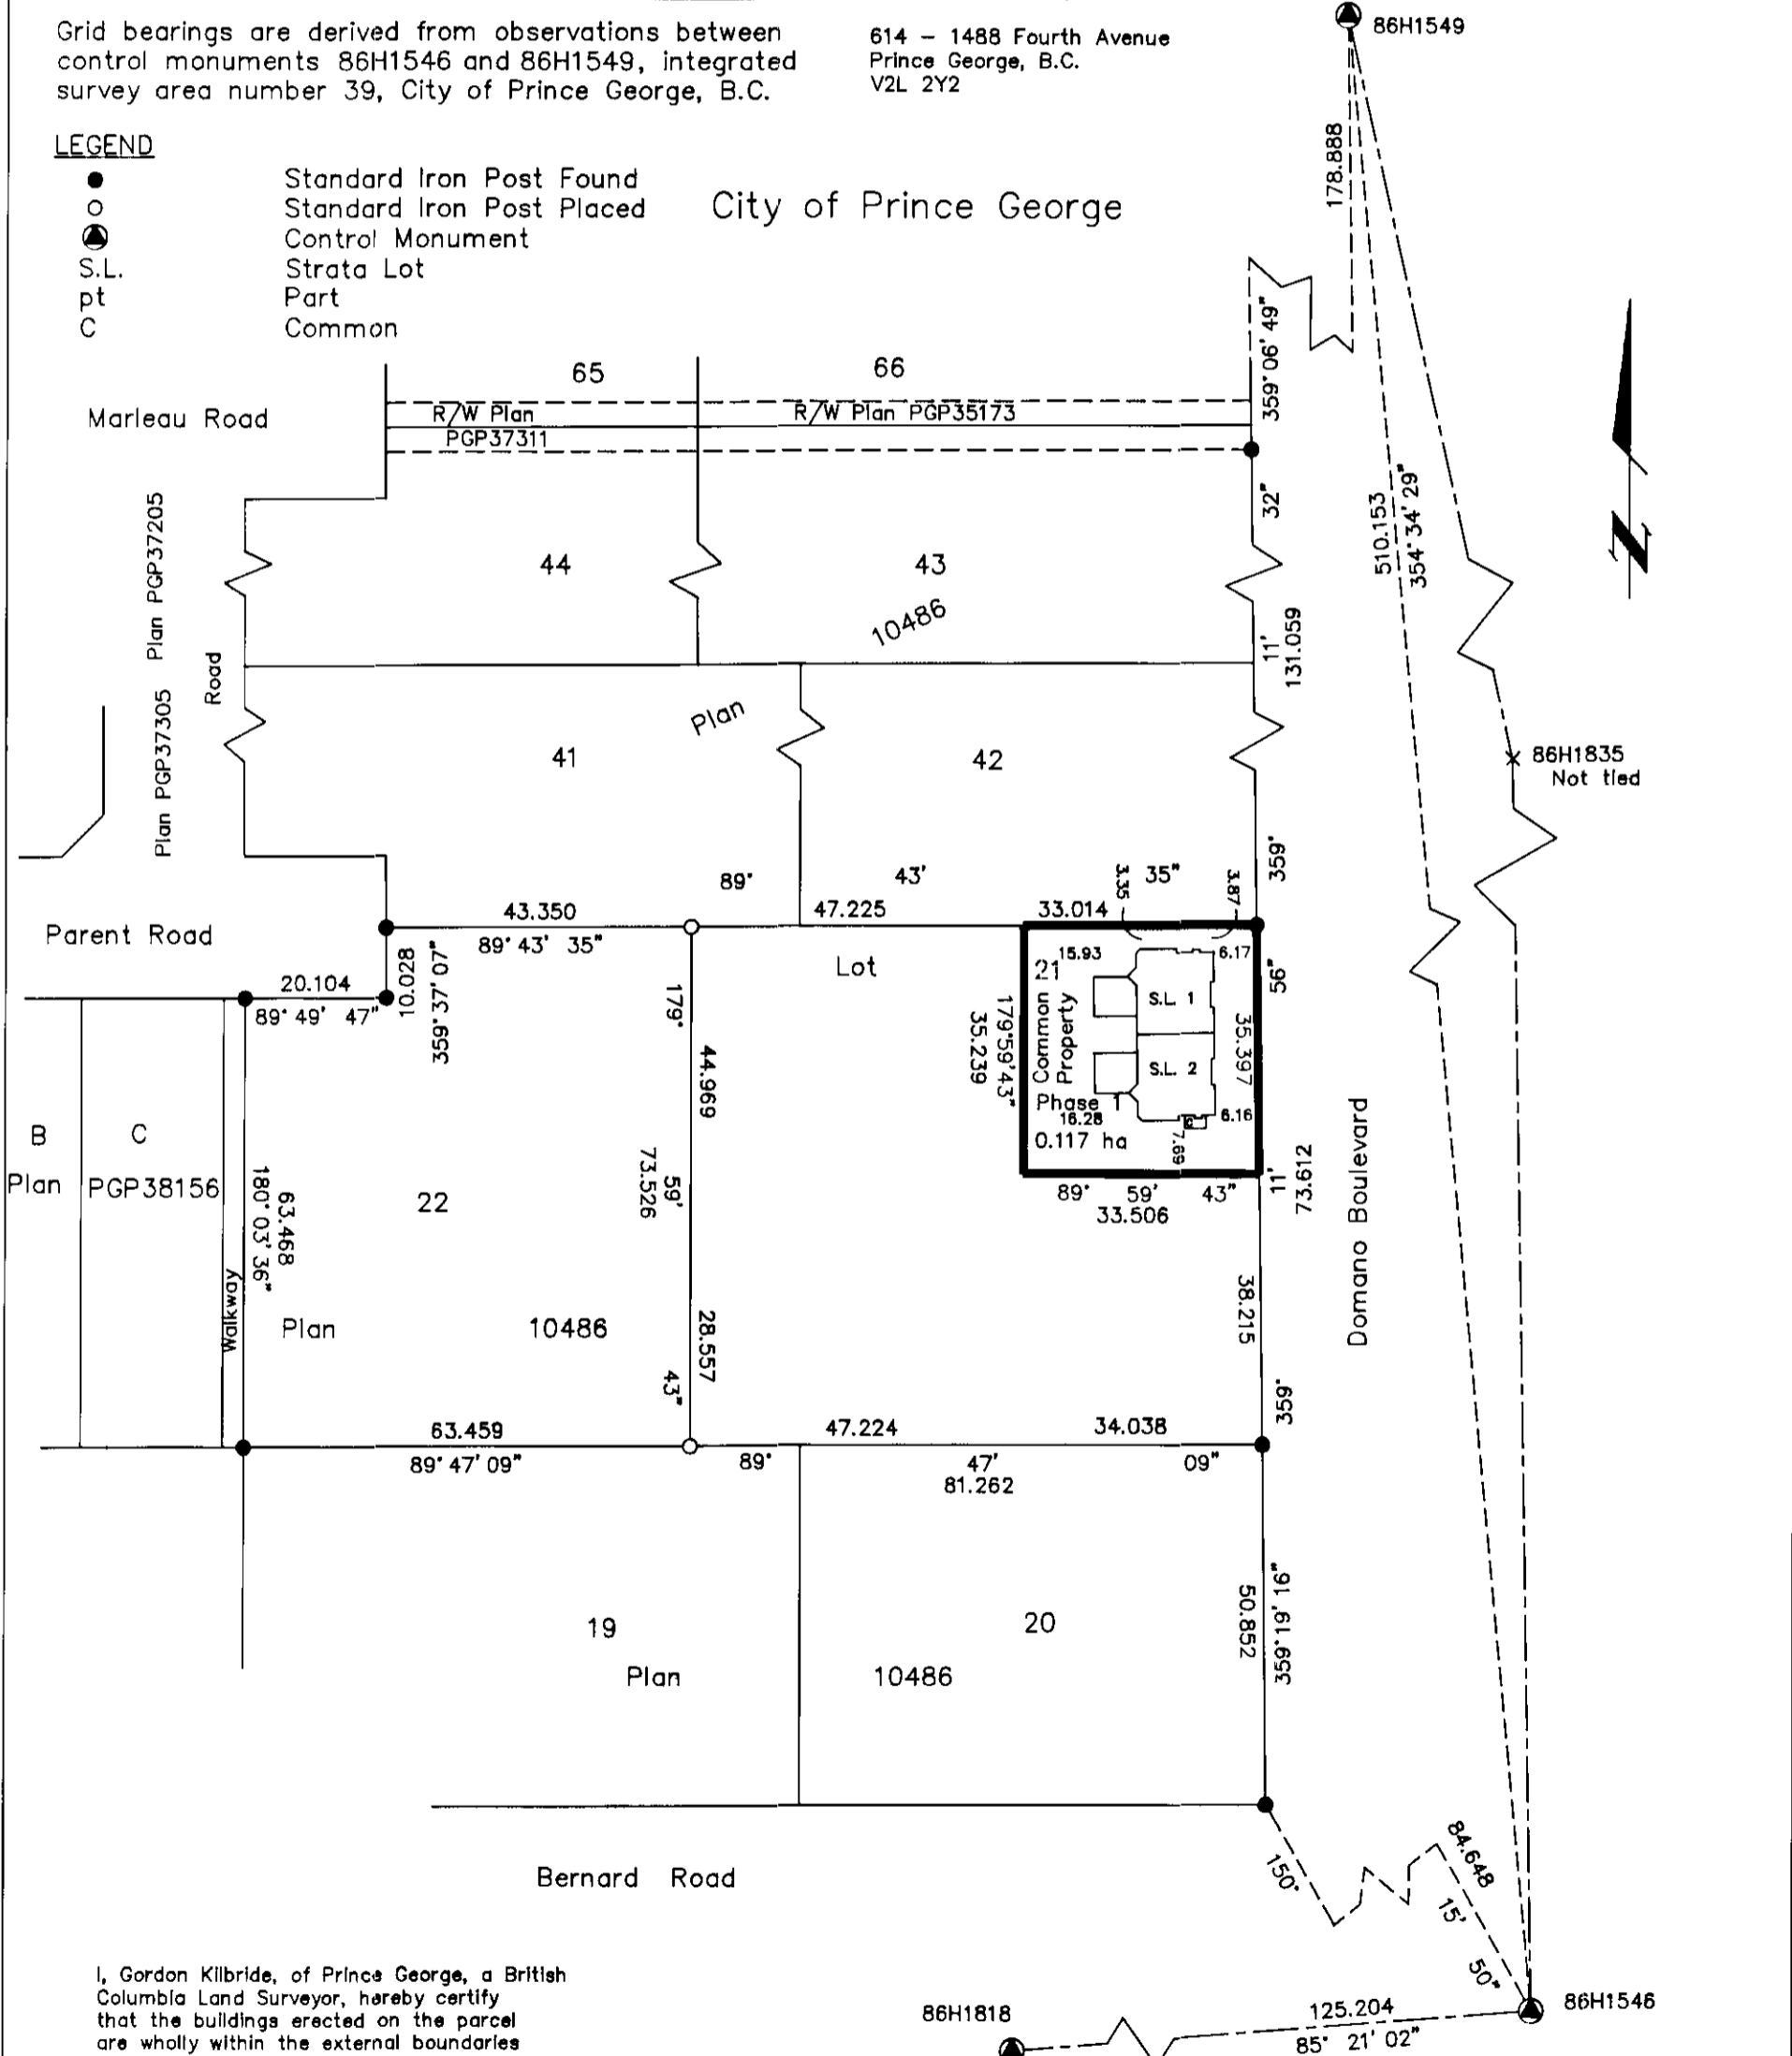 Grid bearings are derived from observations between
control monuments 86H1546 and 86H1549, integrated
survey area number 39, City of Prince George, B.C.
614 - 1488 Fourth Avenue
Prince George, B.C.
V2L 2Y2
86H1549
LEGEND
Standard Iron Post Found
Standard Iron Post Placed
Control Monument
S.L. Strata Lot
pt Part
C Common
City of Prince George
178.888
359° 06' 49"
65
66
Marleau Road
R/W Plan
PGP37311
R/W Plan PGP35173
32"
510.153
354° 34' 29"
Plan PGP37205
44
43
10486
11'
131.059
Road
Plan PGP37305
Plan
41
42
86H1835
Not tied
359°
89°
43'
35"
3.35
3.87
43.350
47.225
33.014
Parent Road
89° 43' 35"
10.028
359° 37' 07"
20.104
89° 49' 47"
Lot
15.93
6.17
21
Common
Property
S.L. 1
S.L. 2
56"
35.397
179°59'43"
35.239
179°
44.969
Phase 1
16.28
6.16
0.117 ha
7.69
C
B
C
Plan
PGP38156
Walkway
63.468
180° 03' 36"
22
59'
73.526
89° 59' 43"
33.506
11'
73.612
Domano Boulevard
Plan
10486
28.557
43"
38.215
359°
63.459
47.224
34.038
89° 47' 09"
89°
47'
09"
81.262
50.852
359° 19' 16"
19
20
Plan
10486
Bernard Road
150°
84.648
15'
50"
I, Gordon Kilbride, of Prince George, a British
Columbia Land Surveyor, hereby certify
that the buildings erected on the parcel
are wholly within the external boundaries
86H1818
125.204
85° 21' 02"
86H1546